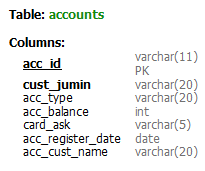 Table: accounts
Columns:
acc_id varchar(11)
PK
cust_jumin varchar(20)
acc_type varchar(20)
acc_balance int
card_ask varchar(5)
acc_register_date date
acc_cust_name varchar(20)